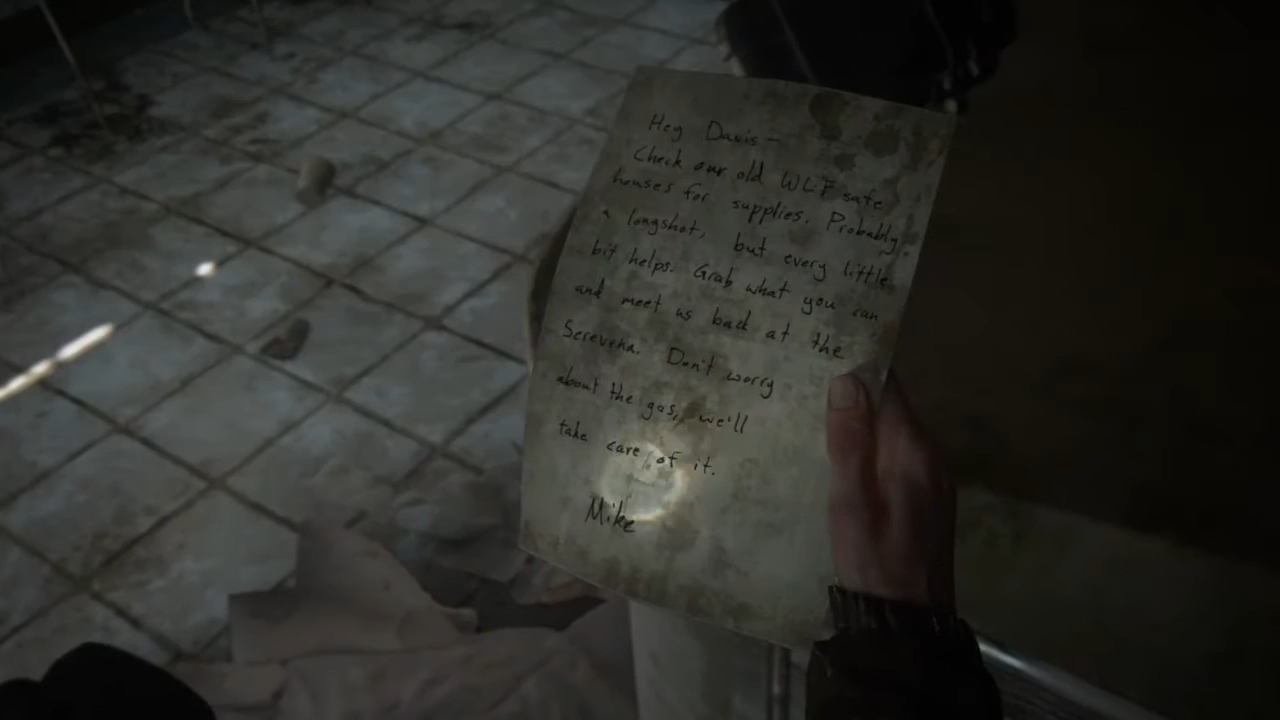 Hey Davis—
Check our old WLF safe
houses for supplies. Probably
a longshot, but every little
bit helps. Grab what you can
and meet us back at the
Serevena. Don't worry
about the gas, we'll
take care of it.
Mike